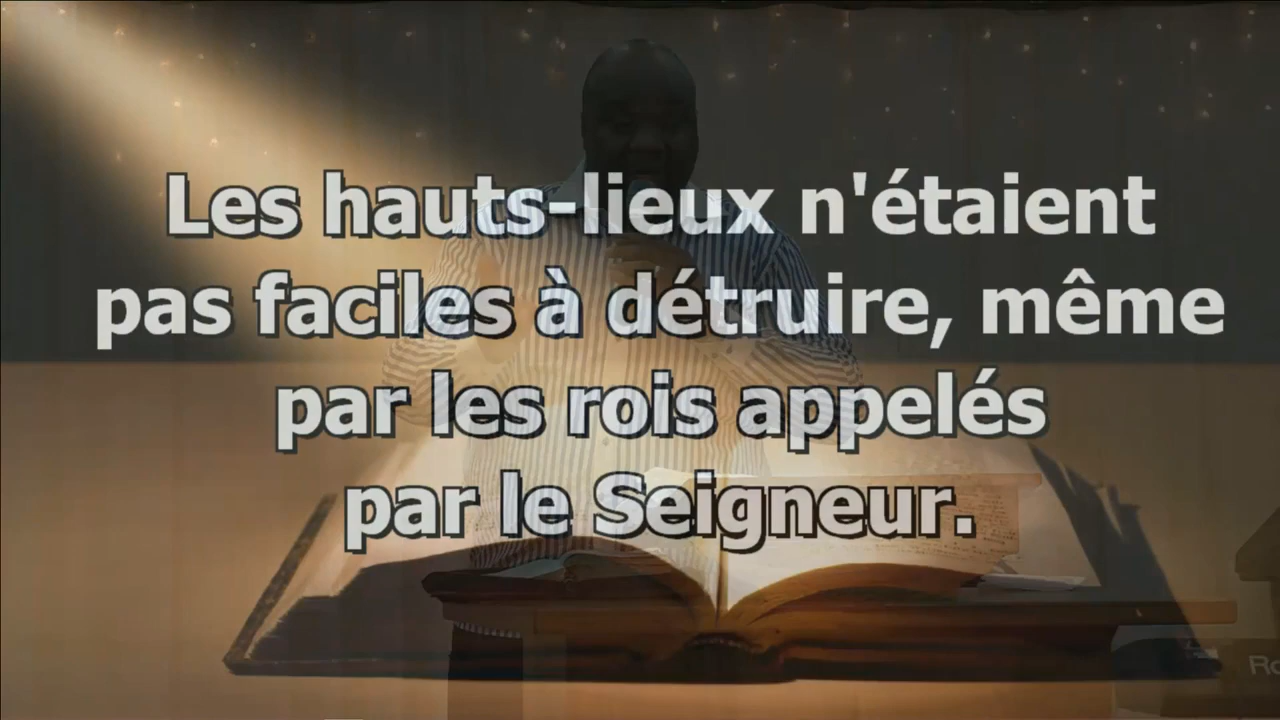 Les hauts-lieux n'étaient
pas faciles à détruire, même
par les rois appelés
par le Seigneur.